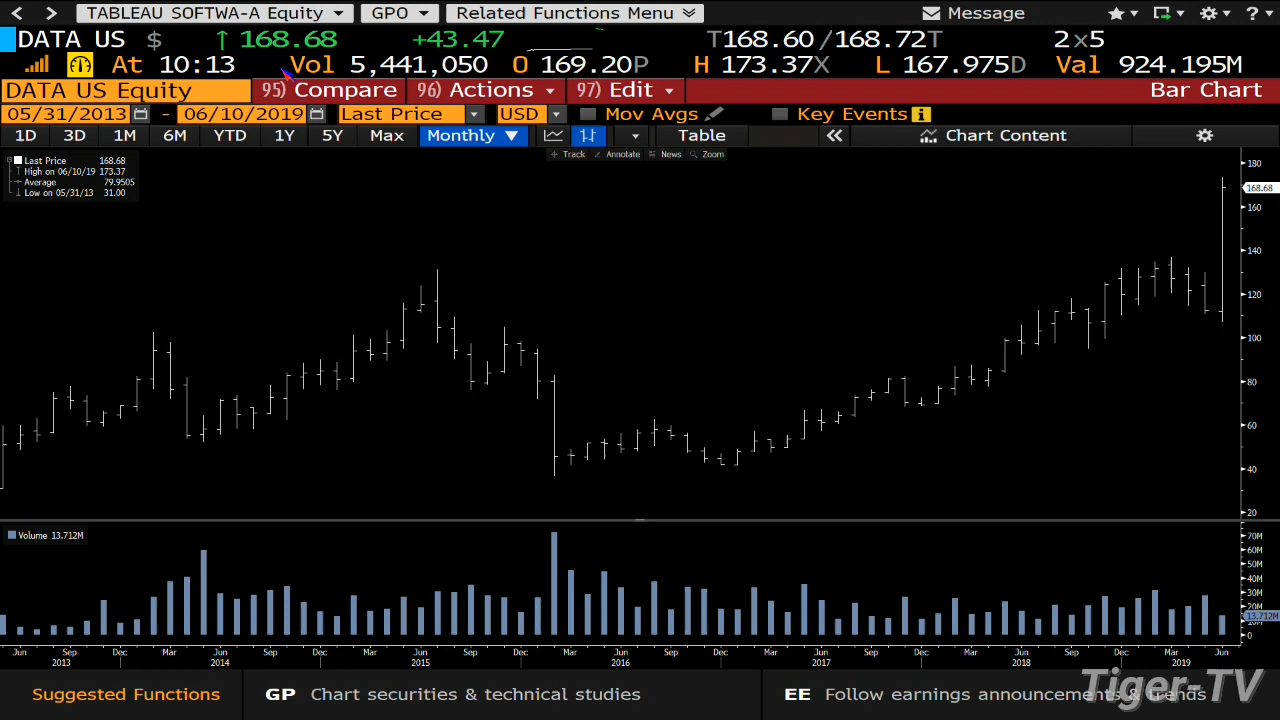 TABLEAU SOFTWA-A Equity GPO Related Functions Menu Message ?
DATA US $ ↑ 168.68 +43.47 T168.60/168.72T 2x5
At 10:13 Vol 5,441,050 O 169.20P H 173.37X L 167.975D Val 924.195M
DATA US Equity 95) Compare 96) Actions 97) Edit Bar Chart
05/31/2013 - 06/10/2019 Last Price USD Mov Avgs Key Events i
1D 3D 1M 6M YTD 1Y 5Y Max Monthly Table Chart Content
Track Annotate News Zoom
Last Price 168.68
High on 06/10/19 173.37
Average 79.9505
Low on 05/31/13 31.00
180
168.68
160
140
120
100
80
60
40
20
Volume 13.712M
70M
60M
50M
40M
30M
20M
13.712M
0
Jun Sep Dec Mar Jun Sep Dec Mar Jun Sep Dec Mar Jun Sep Dec Mar Jun Sep Dec Mar Jun Sep Dec Mar Jun
2013 2014 2015 2016 2017 2018 2019
Suggested Functions GP Chart securities & technical studies EE Follow earnings announcements & trends
Tiger-TV